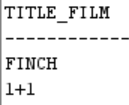 TITLE_FILM
-----------
FINCH
1+1